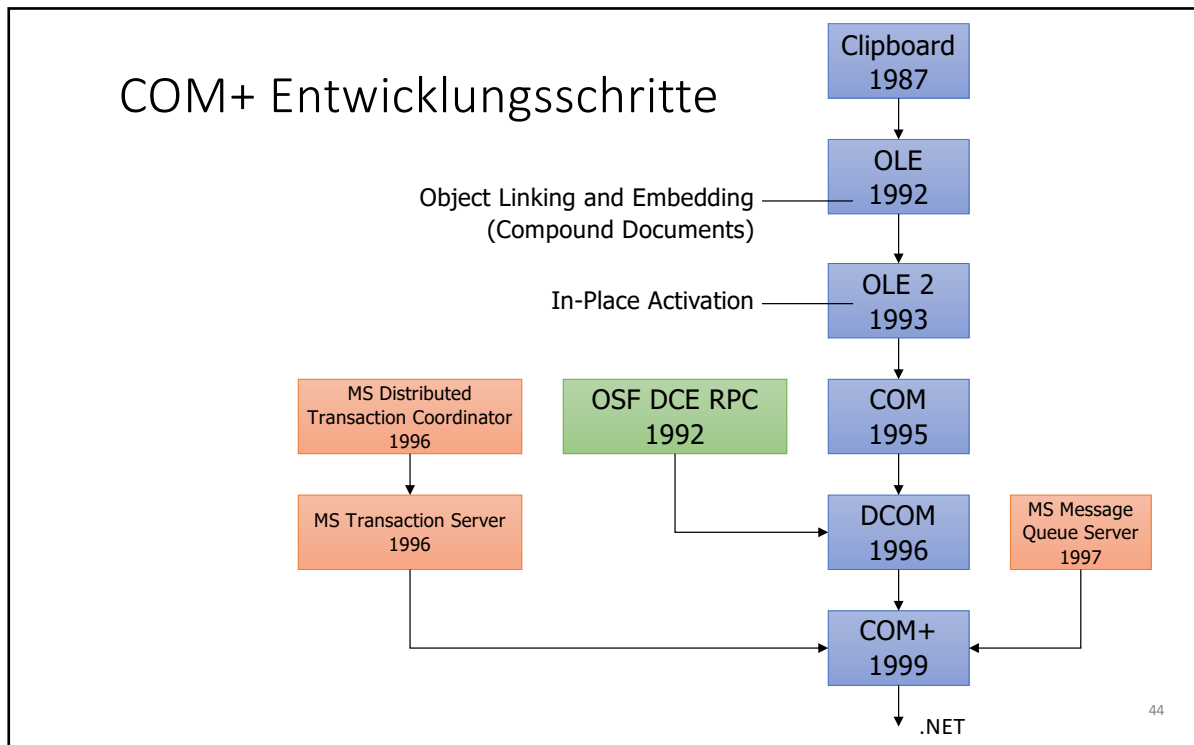 COM+ Entwicklungsschritte
Clipboard
1987
OLE
1992
Object Linking and Embedding
(Compound Documents)
OLE 2
1993
In-Place Activation
MS Distributed
Transaction Coordinator
1996
OSF DCE RPC
1992
COM
1995
MS Transaction Server
1996
DCOM
1996
MS Message
Queue Server
1997
COM+
1999
.NET
44